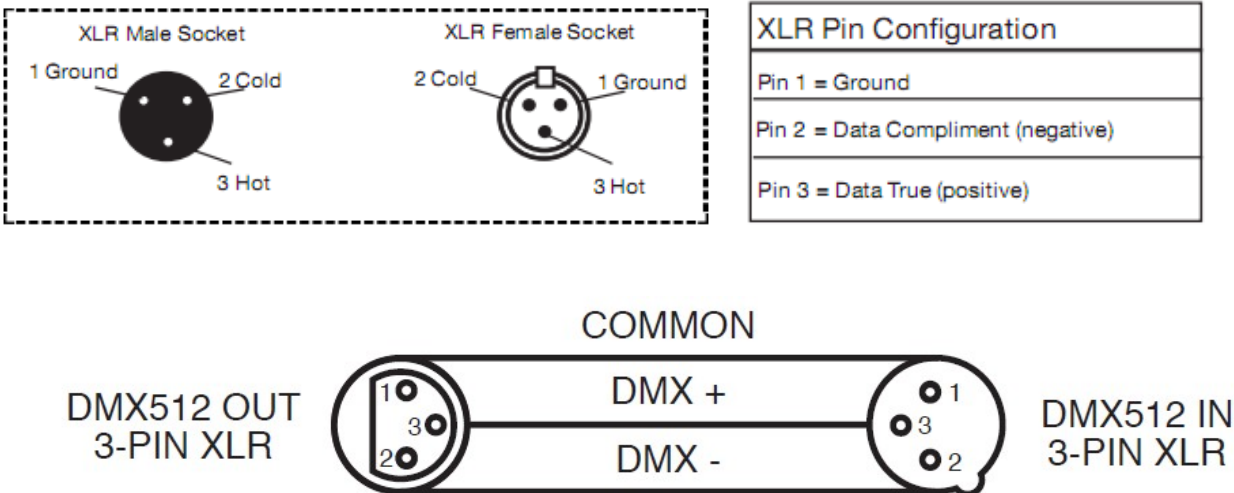 XLR Male Socket
1 Ground
2 Cold
3 Hot
XLR Female Socket
2 Cold
1 Ground
3 Hot
XLR Pin Configuration
Pin 1 = Ground
Pin 2 = Data Compliment (negative)
Pin 3 = Data True (positive)
COMMON
DMX512 OUT
3-PIN XLR
1
3
2
DMX +
DMX -
1
3
2
DMX512 IN
3-PIN XLR